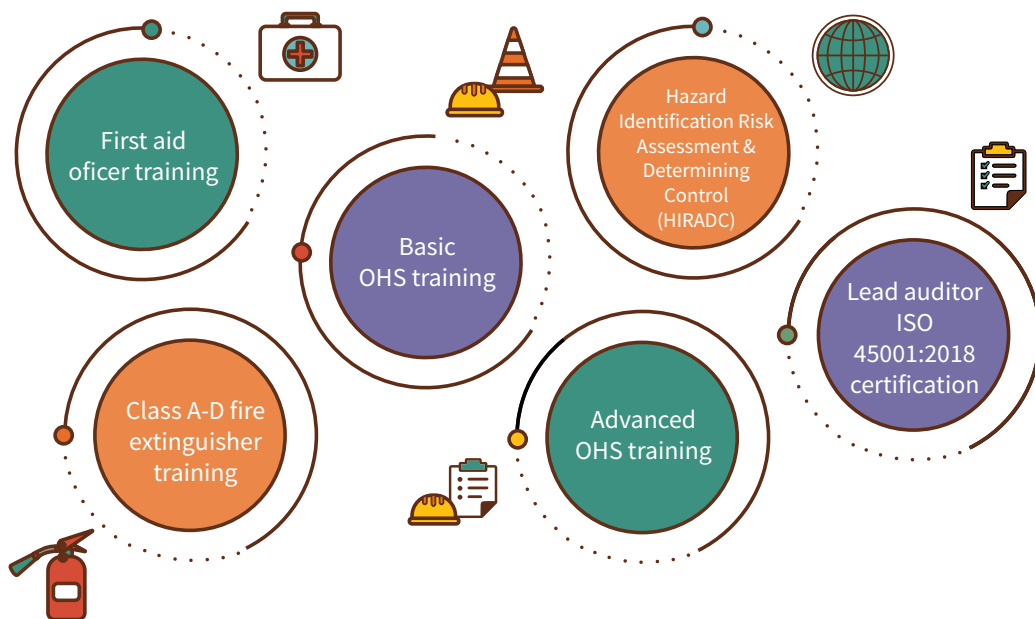 First aid
oficer training
Class A-D fire
extinguisher
training
Basic
OHS training
Hazard
Identification Risk
Assessment &
Determining
Control
(HIRADC)
Advanced
OHS training
Lead auditor
ISO
45001:2018
certification